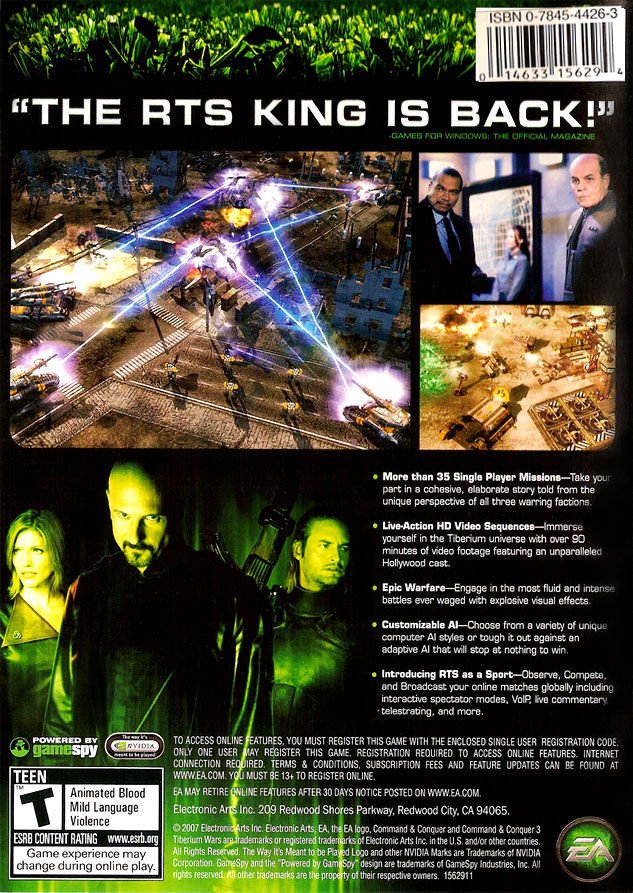 ISBN 0-7845-4426-3
0 14633 15629 4
“THE RTS KING IS BACK!”
-GAMES FOR WINDOWS: THE OFFICIAL MAGAZINE
• More than 35 Single Player Missions—Take your
part in a cohesive, elaborate story told from the
unique perspective of all three warring factions.
• Live-Action HD Video Sequences—Immerse
yourself in the Tiberium universe with over 90
minutes of video footage featuring an unparalleled
Hollywood cast.
• Epic Warfare—Engage in the most fluid and intense
battles ever waged with explosive visual effects.
• Customizable AI—Choose from a variety of unique
computer AI styles or tough it out against an
adaptive AI that will stop at nothing to win.
• Introducing RTS as a Sport—Observe, Compete,
and Broadcast your online matches globally including
interactive spectator modes, VoIP, live commentary,
telestrating, and more.
POWERED BY
gamespy
The way it's
NVIDIA
meant to be played
TO ACCESS ONLINE FEATURES, YOU MUST REGISTER THIS GAME WITH THE ENCLOSED SINGLE USER REGISTRATION CODE.
ONLY ONE USER MAY REGISTER THIS GAME. REGISTRATION REQUIRED TO ACCESS ONLINE FEATURES. INTERNET
CONNECTION REQUIRED. TERMS & CONDITIONS, SUBSCRIPTION FEES AND FEATURE UPDATES CAN BE FOUND AT
WWW.EA.COM. YOU MUST BE 13+ TO REGISTER ONLINE.
EA MAY RETIRE ONLINE FEATURES AFTER 30 DAYS NOTICE POSTED ON WWW.EA.COM.
Electronic Arts Inc. 209 Redwood Shores Parkway, Redwood City, CA 94065.
© 2007 Electronic Arts Inc. Electronic Arts, EA, the EA logo, Command & Conquer and Command & Conquer 3
Tiberium Wars are trademarks or registered trademarks of Electronic Arts Inc. in the U.S. and/or other countries.
All Rights Reserved. The Way It's Meant to be Played Logo and other NVIDIA Marks are Trademarks of NVIDIA
Corporation. GameSpy and the "Powered by GameSpy" design are trademarks of GameSpy Industries, Inc. All
rights reserved. All other trademarks are the property of their respective owners. 1562911
TEEN
T
TM
Animated Blood
Mild Language
Violence
ESRB CONTENT RATING www.esrb.org
Game experience may
change during online play.
EA